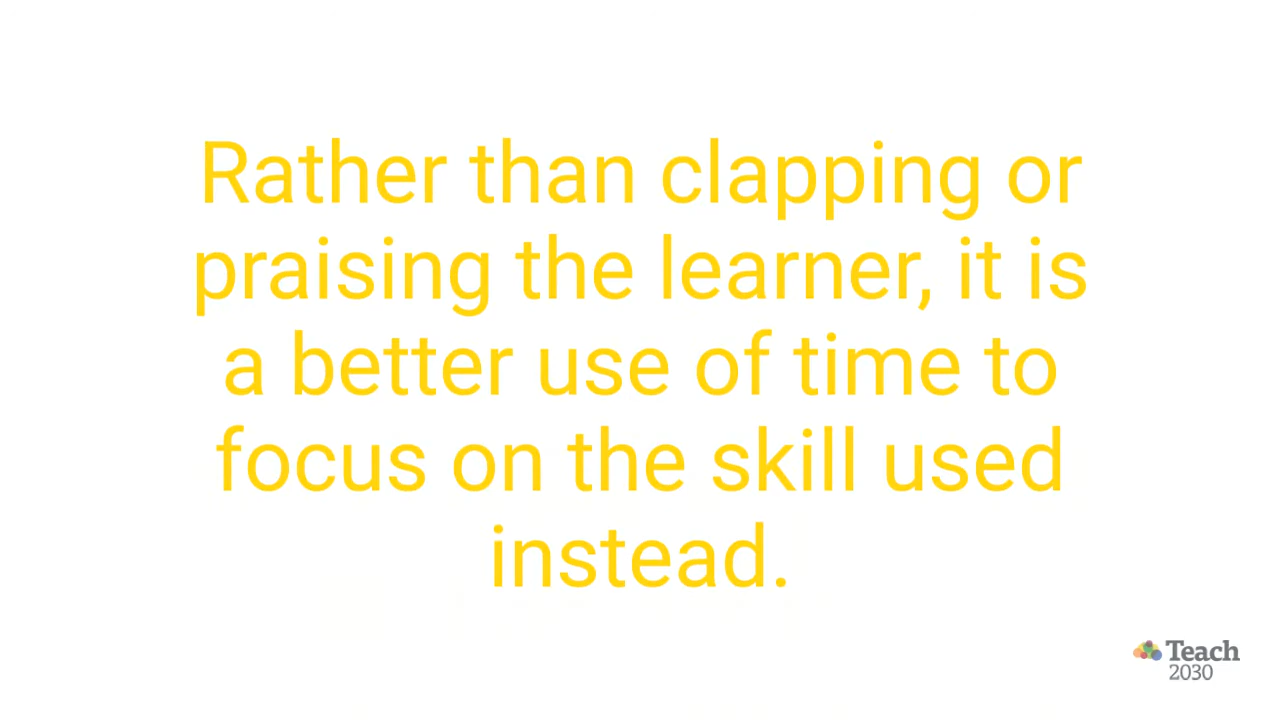 Rather than clapping or
praising the learner, it is
a better use of time to
focus on the skill used
instead.
Teach
2030